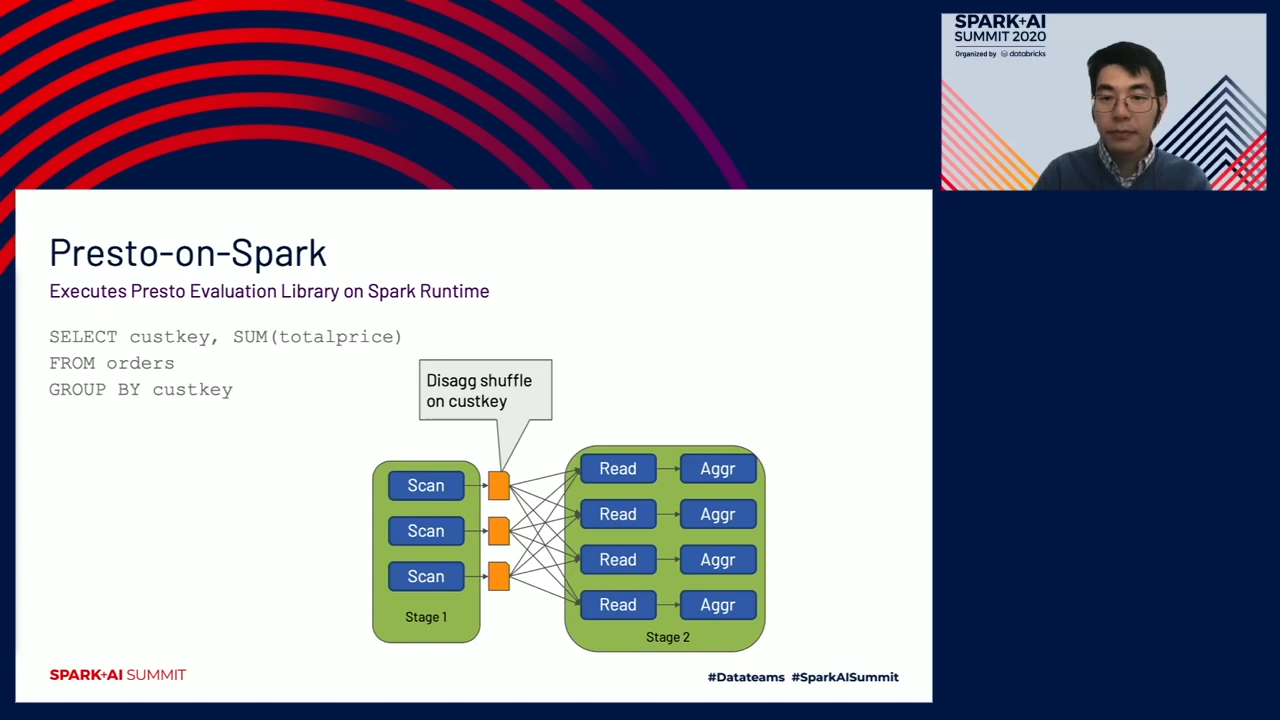 SPARK+AI
SUMMIT 2020
Organized by databricks
Presto-on-Spark
Executes Presto Evaluation Library on Spark Runtime
SELECT custkey, SUM(totalprice)
FROM orders
GROUP BY custkey
Disagg shuffle
on custkey
Scan
Scan
Scan
Stage 1
Read
Aggr
Read
Aggr
Read
Aggr
Read
Aggr
Stage 2
SPARK+AI SUMMIT
#Datateams #SparkAISummit